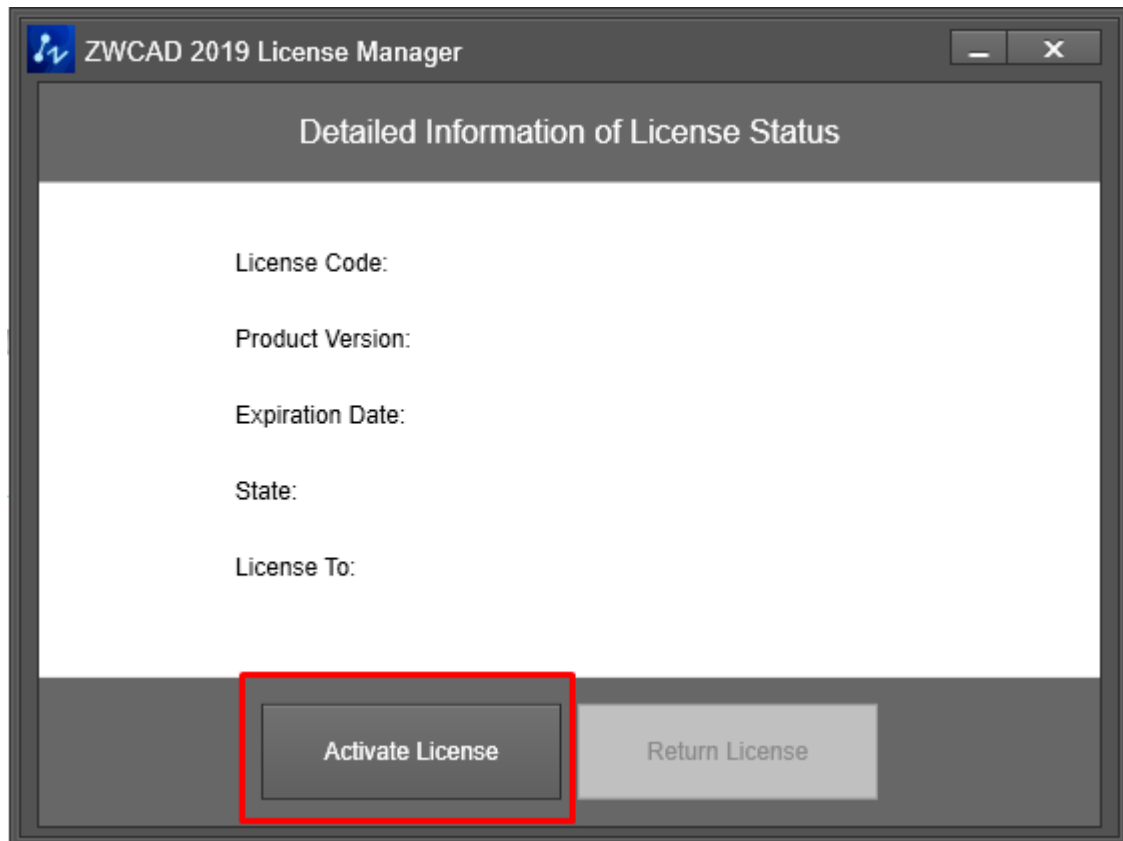 ZWCAD 2019 License Manager
Detailed Information of License Status
License Code:
Product Version:
Expiration Date:
State:
License To:
Activate License
Return License